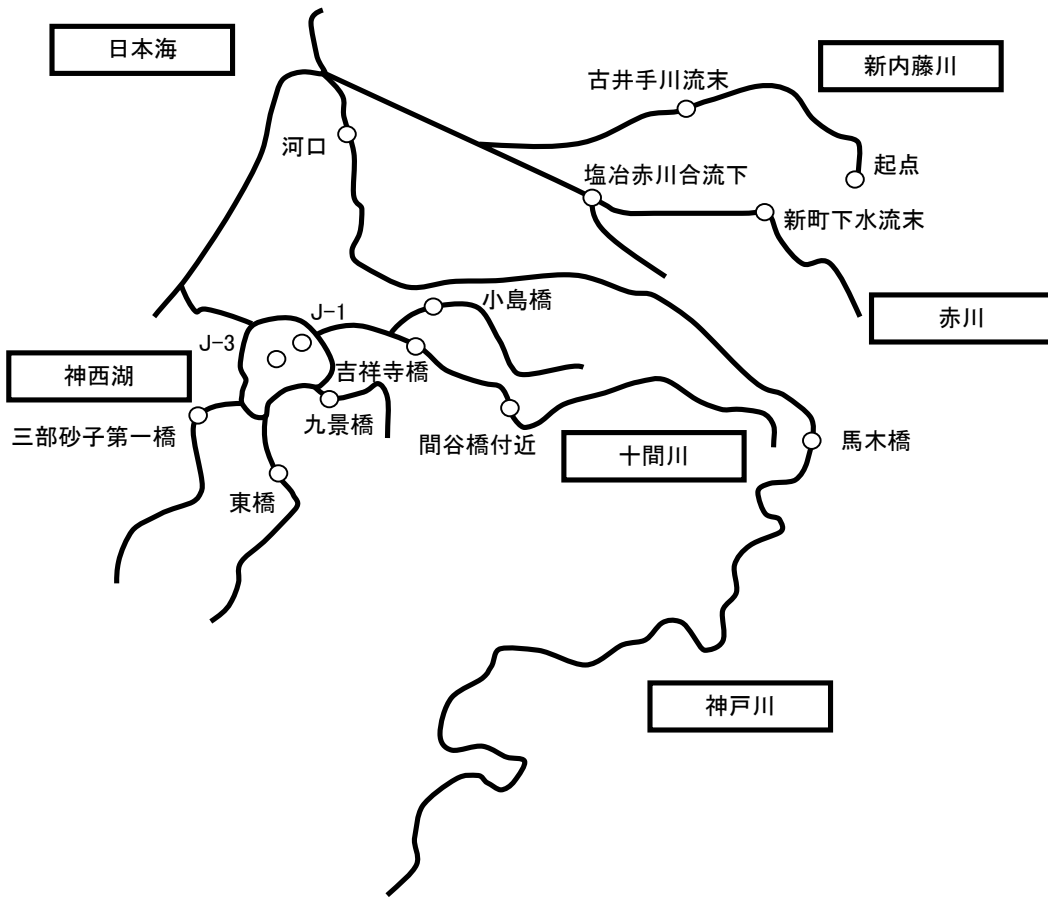 日本海
新内藤川
古井手川流末
河口
起点
塩冶赤川合流下
新町下水流末
赤川
小島橋
J-1
J-3
神西湖
吉祥寺橋
九景橋
三部砂子第一橋
間谷橋付近
十間川
馬木橋
東橋
神戸川